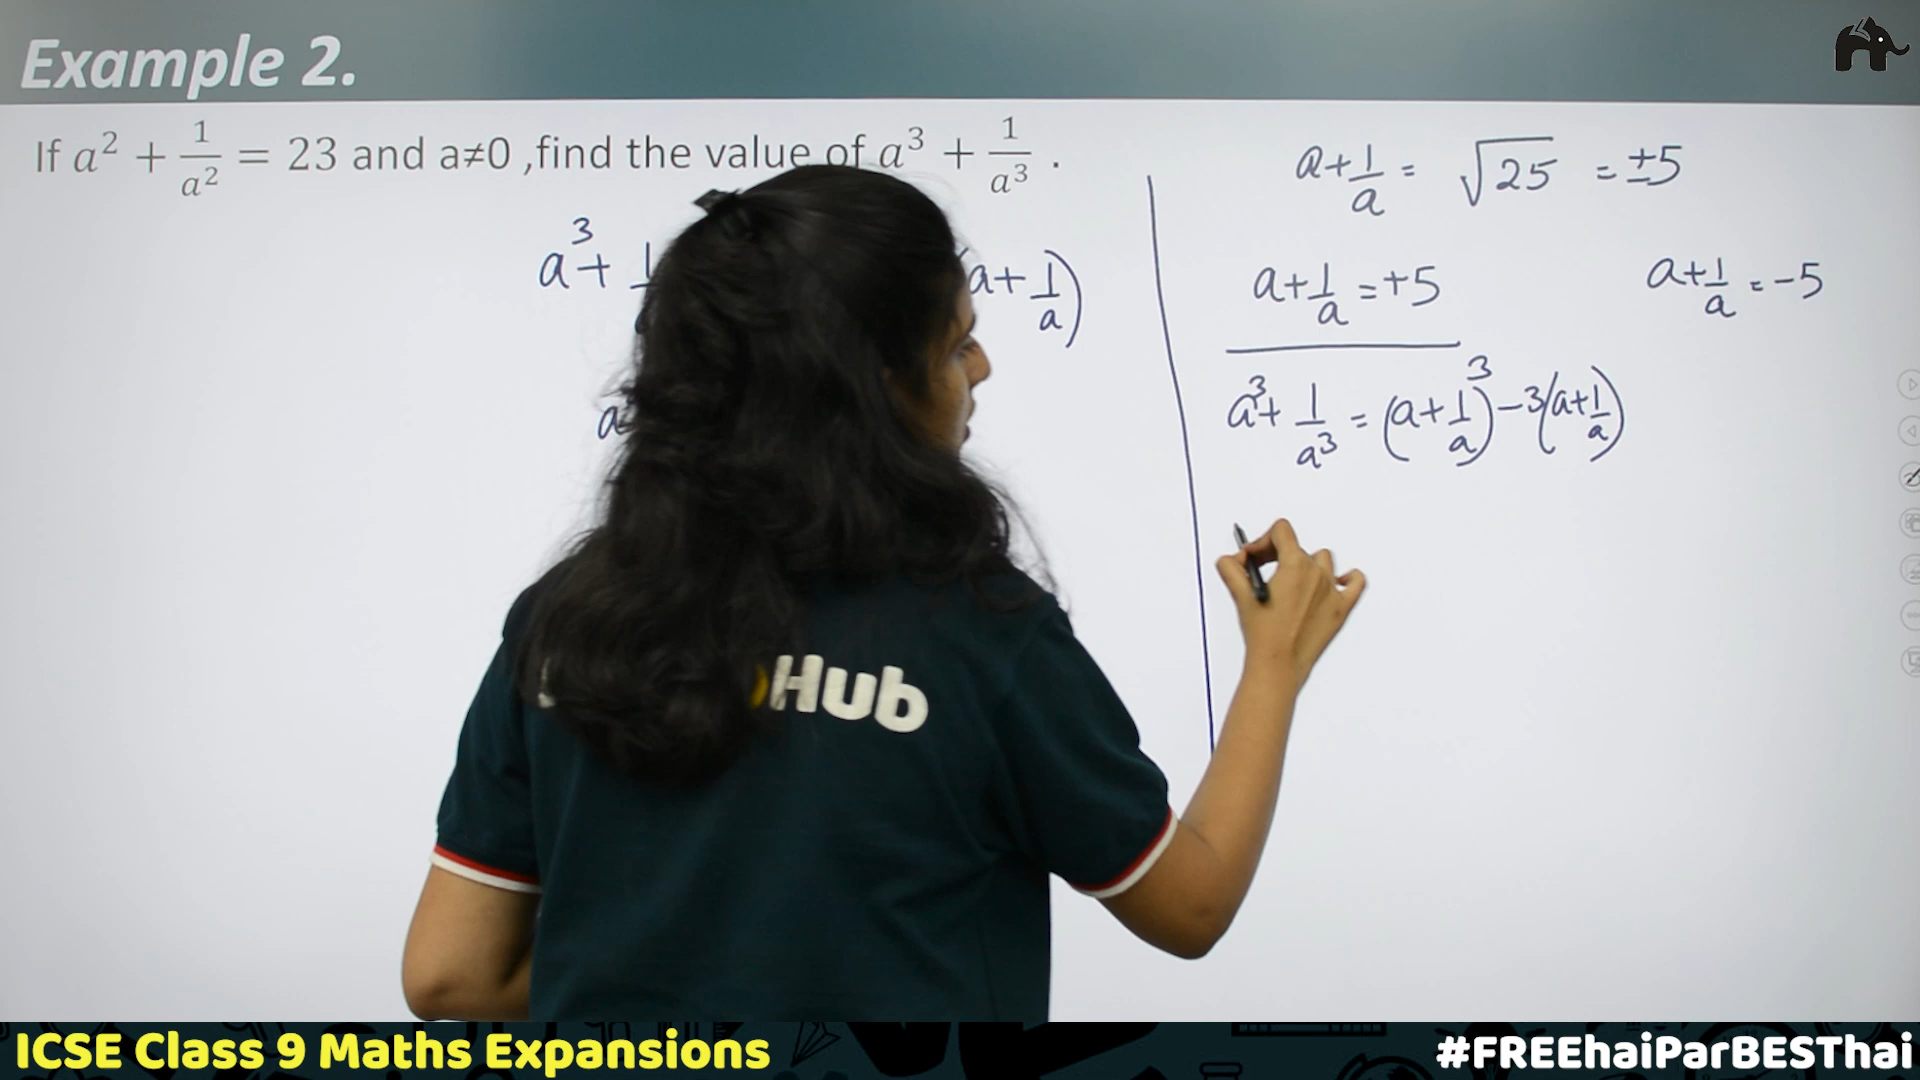 Example 2.
If a² + 1/a² = 23 and a≠0 ,find the value of a³ + 1/a³ .
a³ + 1
(a + 1/a)
a
a + 1/a = √25 = ±5
a + 1/a = +5
a + 1/a = -5
a³ + 1/a³ = (a + 1/a)³ - 3(a + 1/a)
Hub
ICSE Class 9 Maths Expansions
#FREEhaiParBESThai